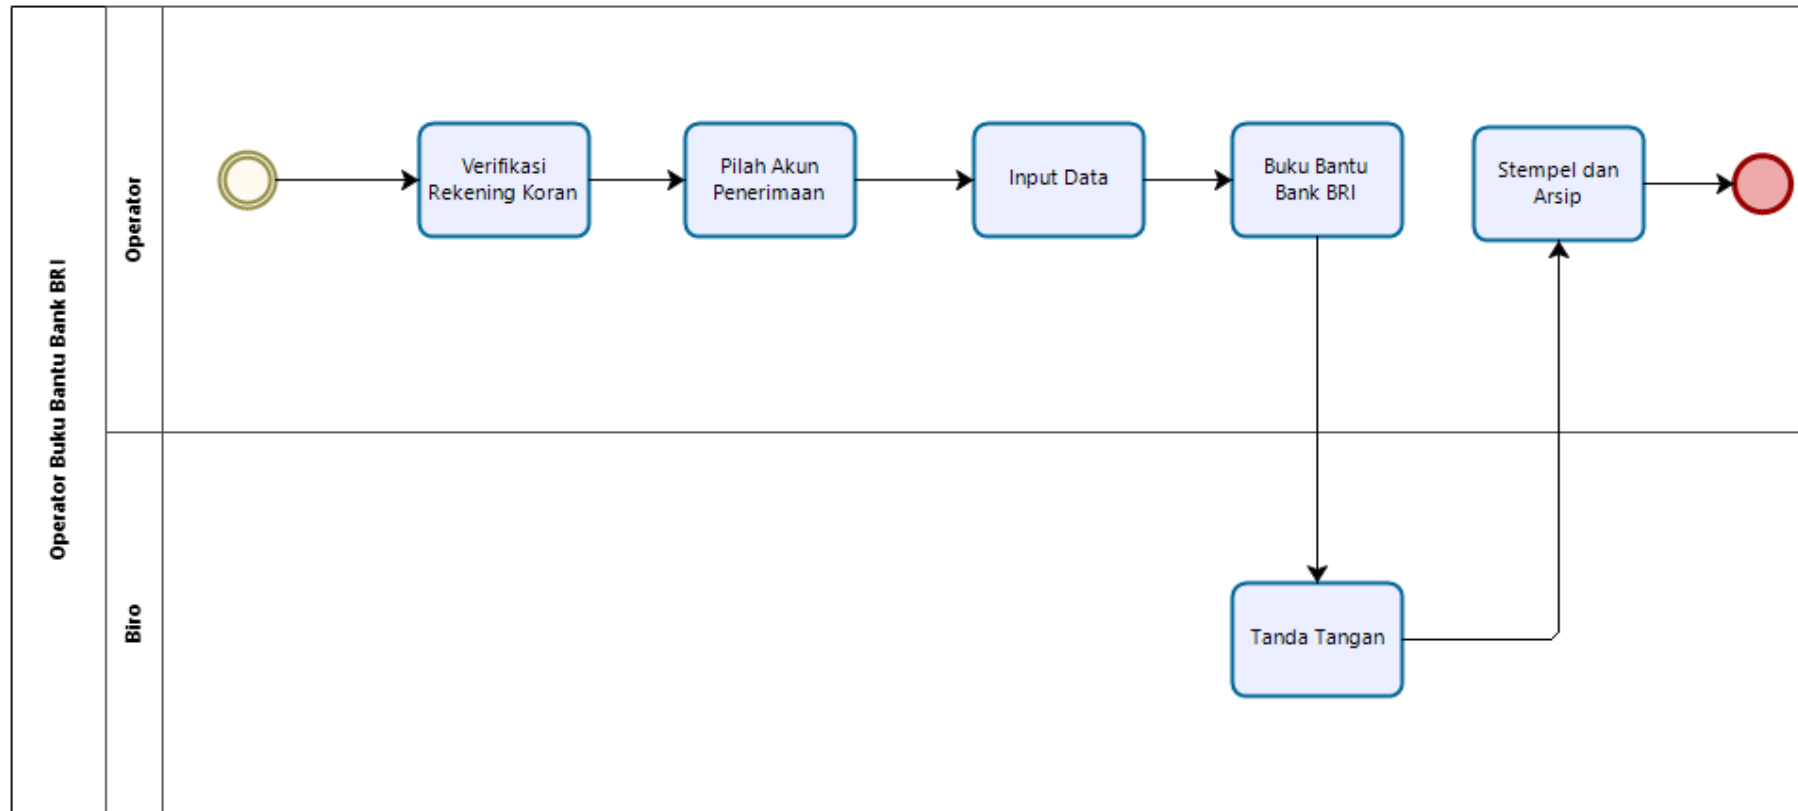 Operator Buku Bantu Bank BRI
Operator
Verifikasi
Rekening Koran
Pilah Akun
Penerimaan
Input Data
Buku Bantu
Bank BRI
Stempel dan
Arsip
Biro
Tanda Tangan